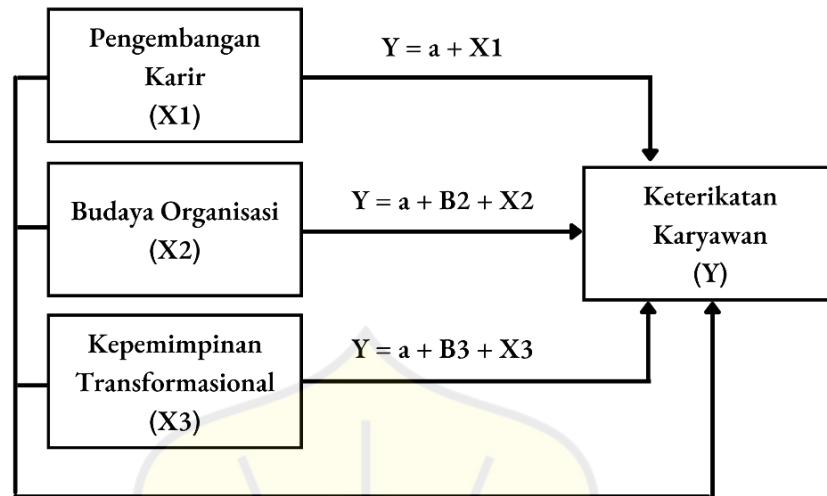 Pengembangan
Karir
(X1)
Y = a + X1
Budaya Organisasi
(X2)
Y = a + B2 + X2
Keterikatan
Karyawan
(Y)
Kepemimpinan
Transformasional
(X3)
Y = a + B3 + X3